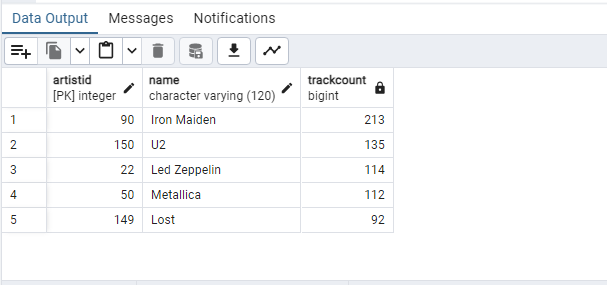 Data Output Messages Notifications
artistid name trackcount
[PK] integer character varying (120) bigint
1 90 Iron Maiden 213
2 150 U2 135
3 22 Led Zeppelin 114
4 50 Metallica 112
5 149 Lost 92